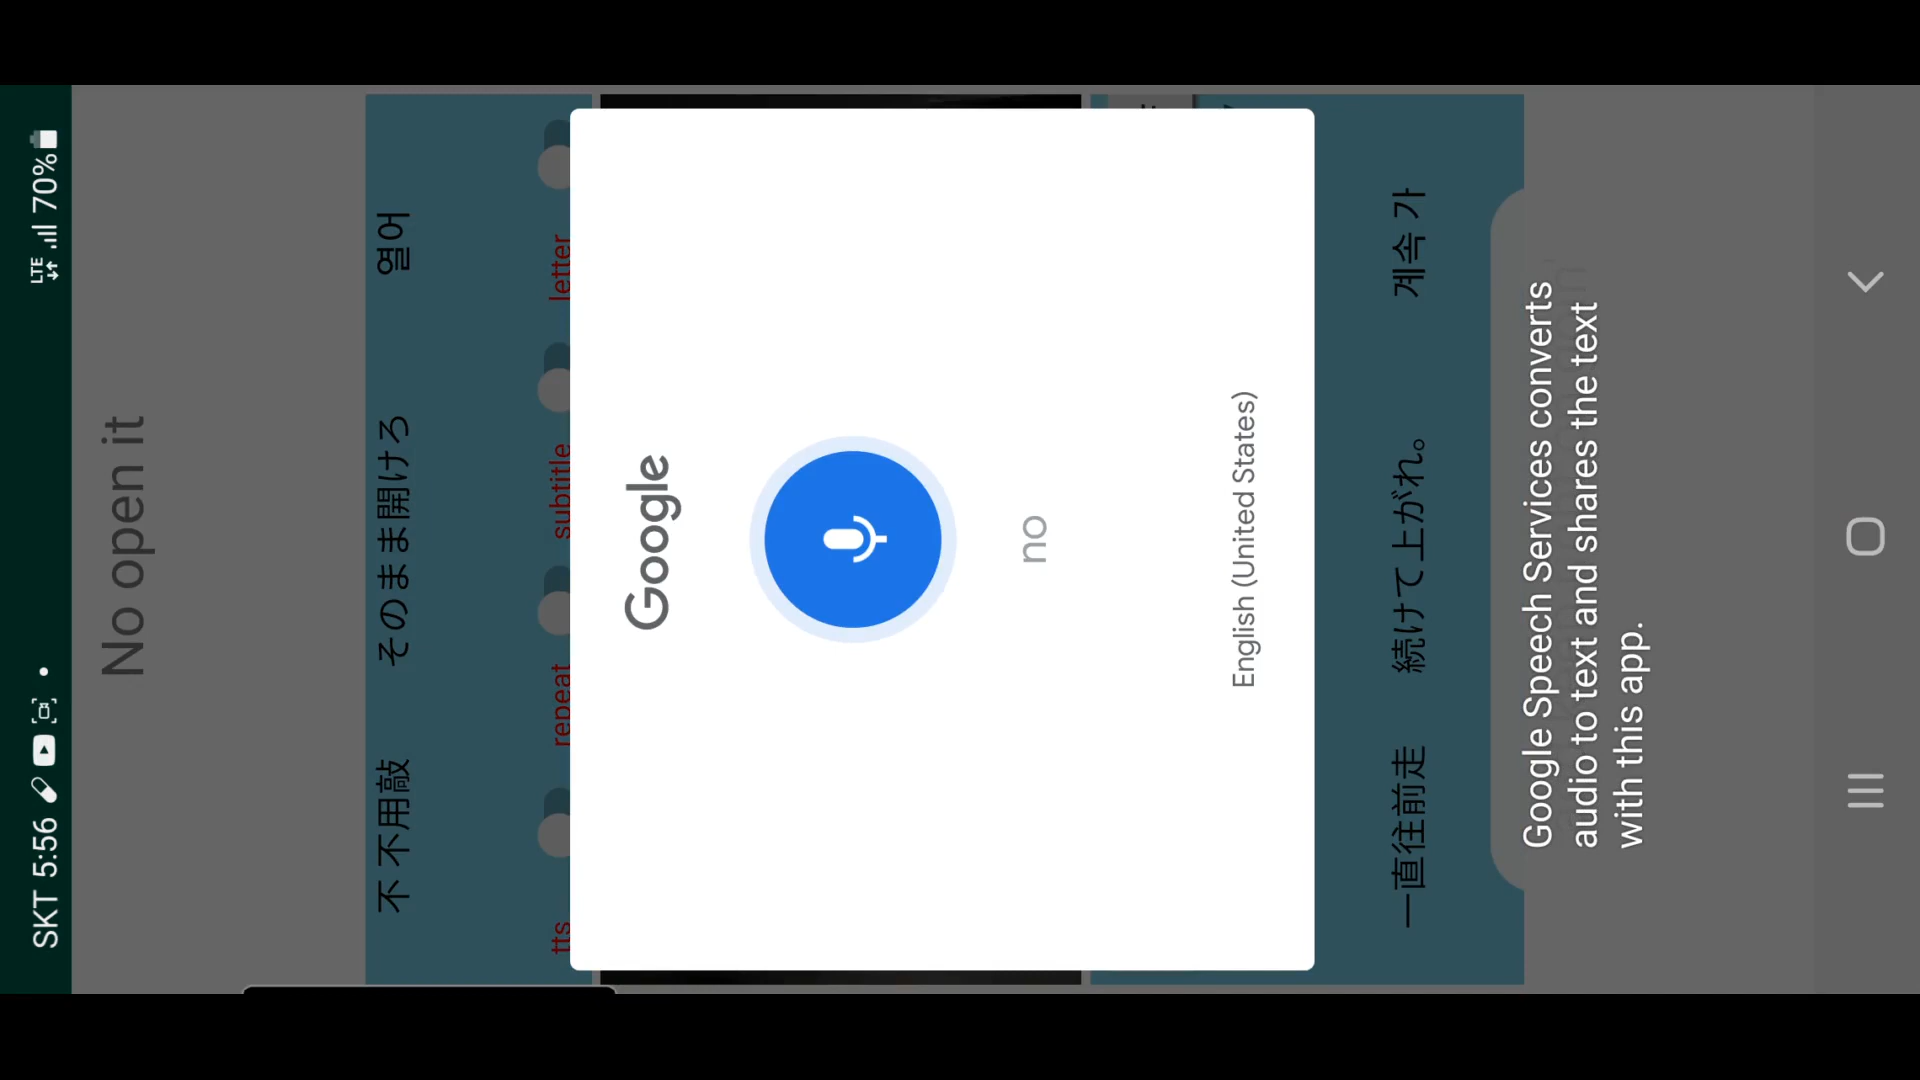 SKT 5:56
LTE
70%
No open it
不 不用敲
そのまま開けろ
열어
tts
repeat
subtitle
letter
Google
no
English (United States)
一直往前走
続けて上がれ。
계속 가
Google Speech Services converts
audio to text and shares the text
with this app.